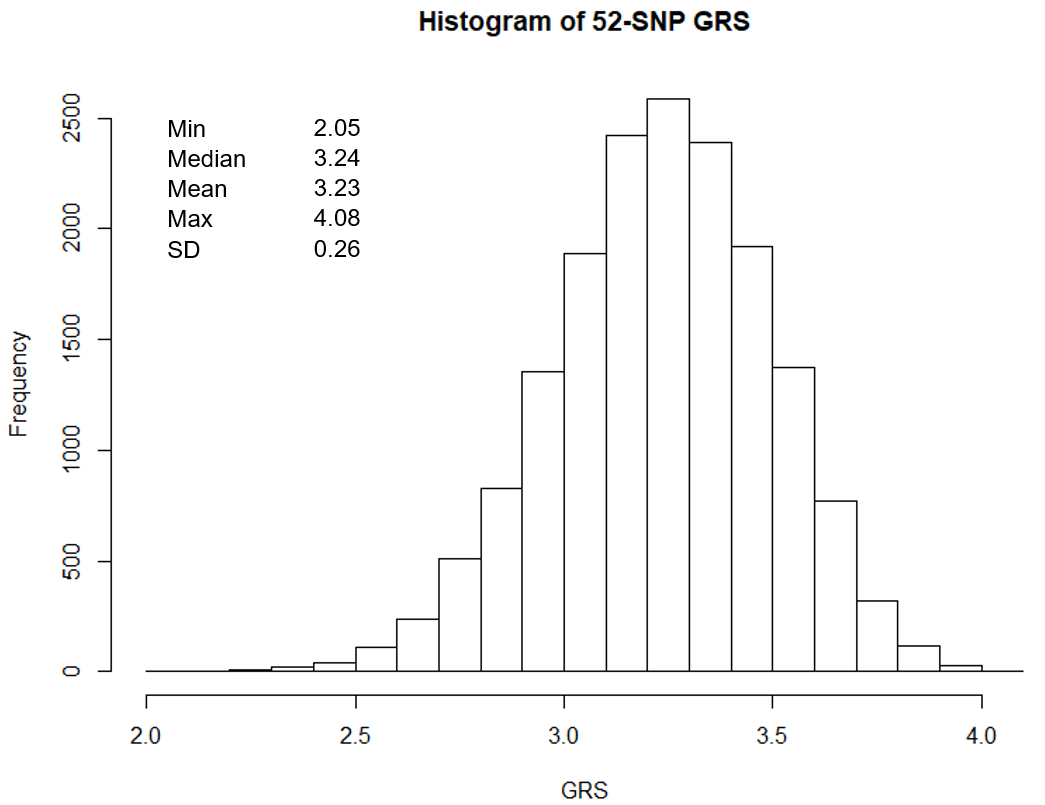 Histogram of 52-SNP GRS
Min 2.05
Median 3.24
Mean 3.23
Max 4.08
SD 0.26
Frequency
2500
2000
1500
1000
500
0
2.0 2.5 3.0 3.5 4.0
GRS